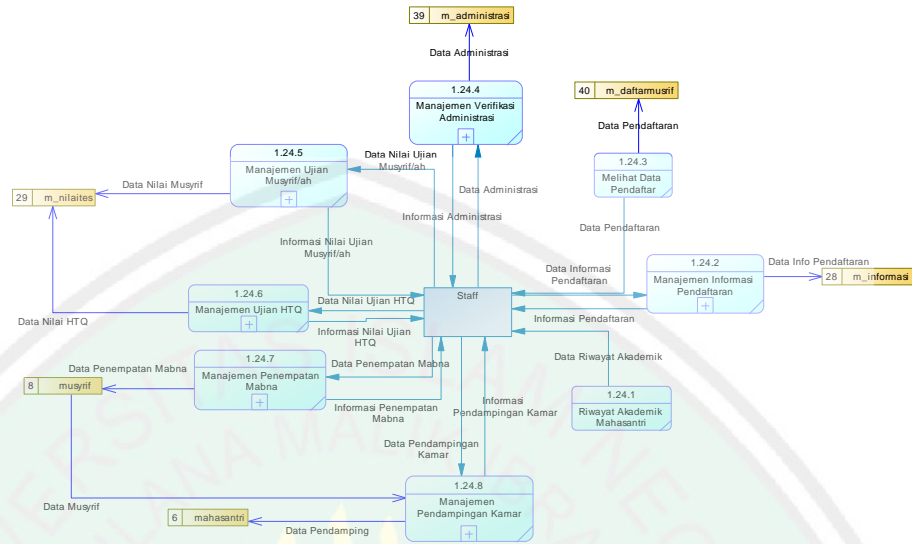 39 m_administrasi
Data Administrasi
40 m_daftarmusrif
1.24.4
Manajemen Verifikasi
Administrasi
Data Pendaftaran
1.24.5
Manajemen Ujian
Musyrif/ah
Data Nilai Ujian
Musyrif/ah
1.24.3
Melihat Data
Pendaftar
Data Nilai Musyrif
Data Administrasi
29 m_nilaites
Informasi Administrasi
Data Pendaftaran
Informasi Nilai Ujian
Musyrif/ah
1.24.2
Manajemen Informasi
Pendaftaran
Data Info Pendaftaran
Data Informasi
Pendaftaran
28 m_informasi
1.24.6
Manajemen Ujian HTQ
Staff
Data Nilai Ujian HTQ
Data Nilai HTQ
Informasi Nilai Ujian
HTQ
Informasi Pendaftaran
1.24.7
Manajemen Penempatan
Mabna
Data Penempatan Mabna
Data Riwayat Akademik
Data Penempatan Mabna
8 musyrif
Informasi Penempatan
Mabna
Informasi
Pendampingan Kamar
1.24.1
Riwayat Akademik
Mahasantri
Data Pendampingan
Kamar
1.24.8
Manajemen
Pendampingan Kamar
Data Musyrif
6 mahasantri
Data Pendamping